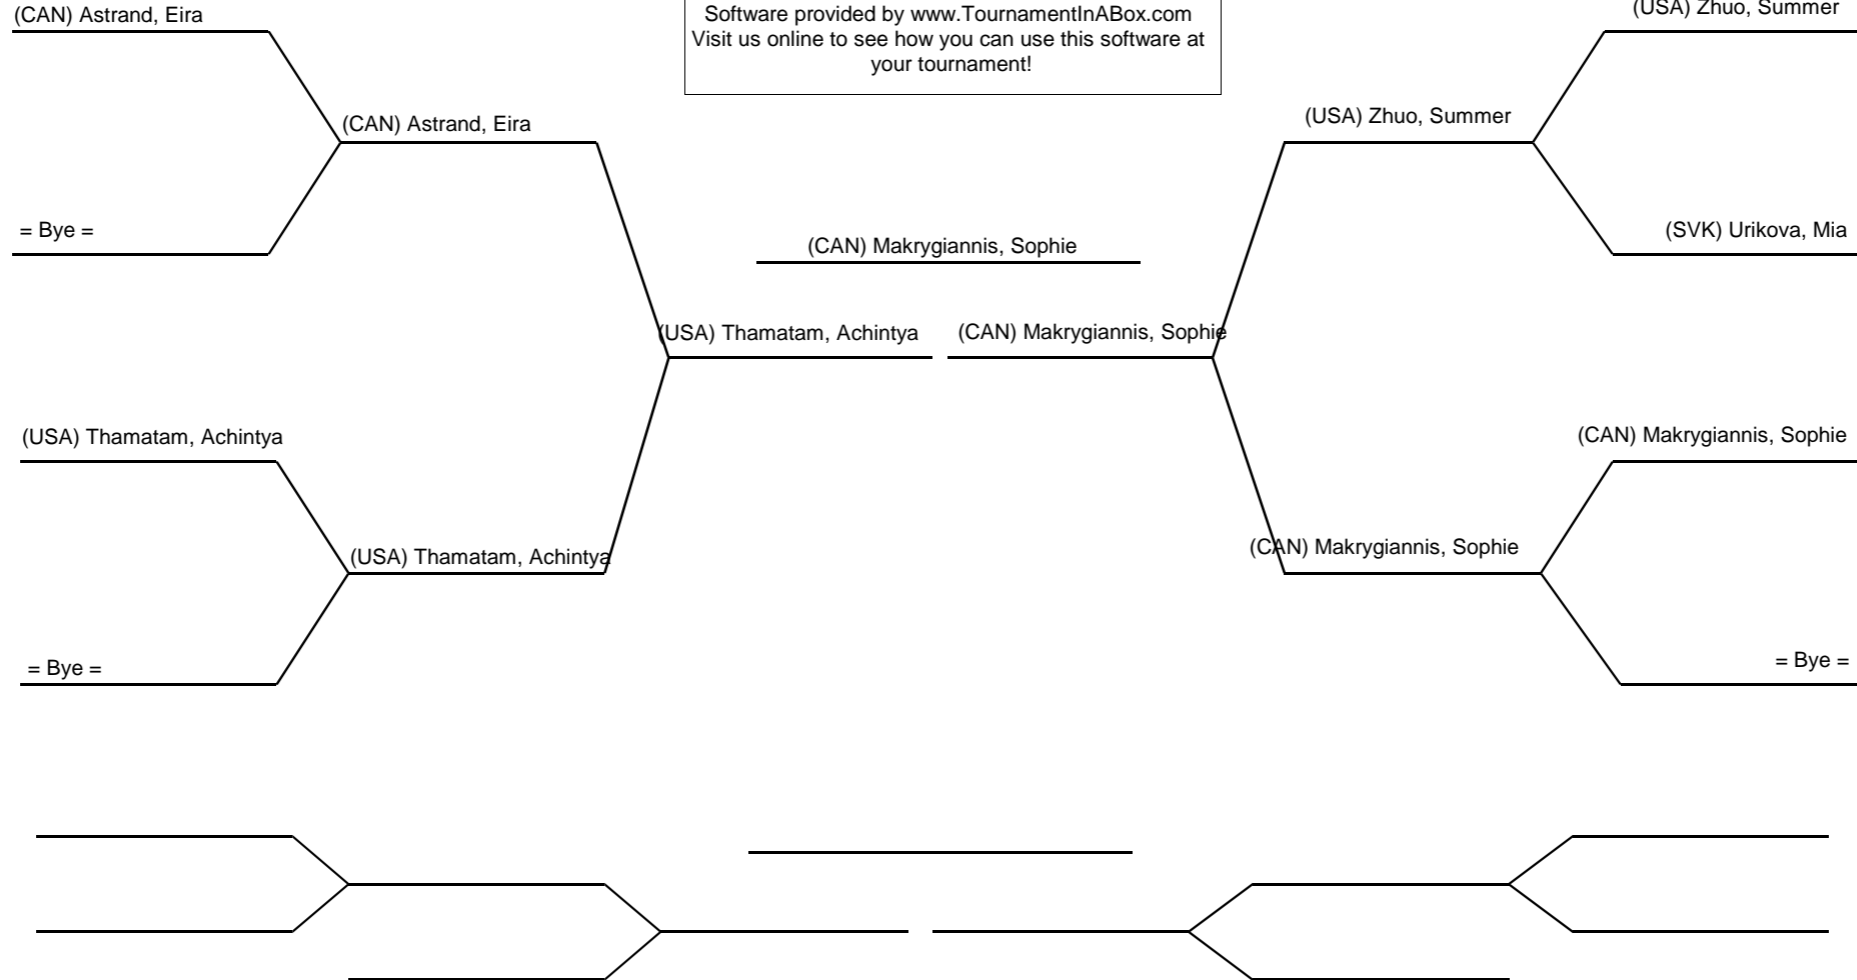 (CAN) Astrand, Eira
Software provided by www.TournamentInABox.com
Visit us online to see how you can use this software at
your tournament!
(USA) Zhuo, Summer
(CAN) Astrand, Eira
(USA) Zhuo, Summer
= Bye =
(CAN) Makrygiannis, Sophie
(SVK) Urikova, Mia
(USA) Thamatam, Achintya
(CAN) Makrygiannis, Sophie
(USA) Thamatam, Achintya
(CAN) Makrygiannis, Sophie
(USA) Thamatam, Achintya
(CAN) Makrygiannis, Sophie
= Bye =
= Bye =